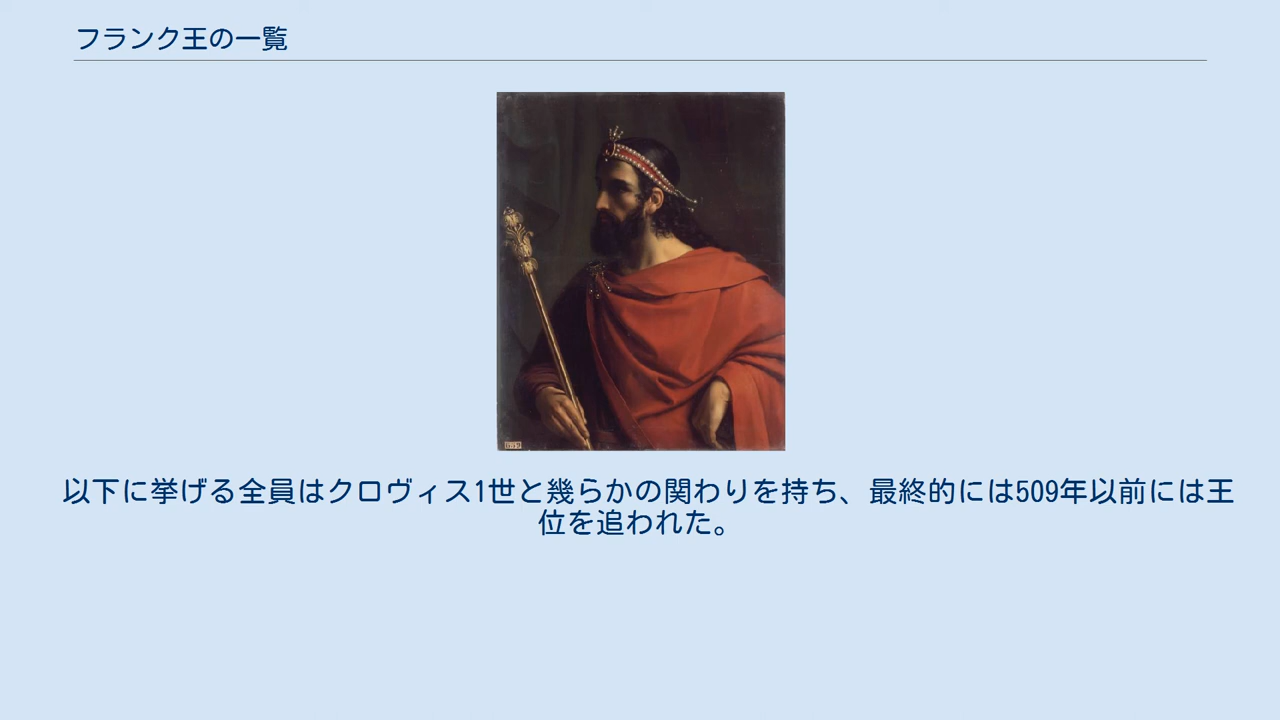 フランク王の一覧
以下に挙げる全員はクロヴィス1世と幾らかの関わりを持ち、最終的には509年以前には王
位を追われた。